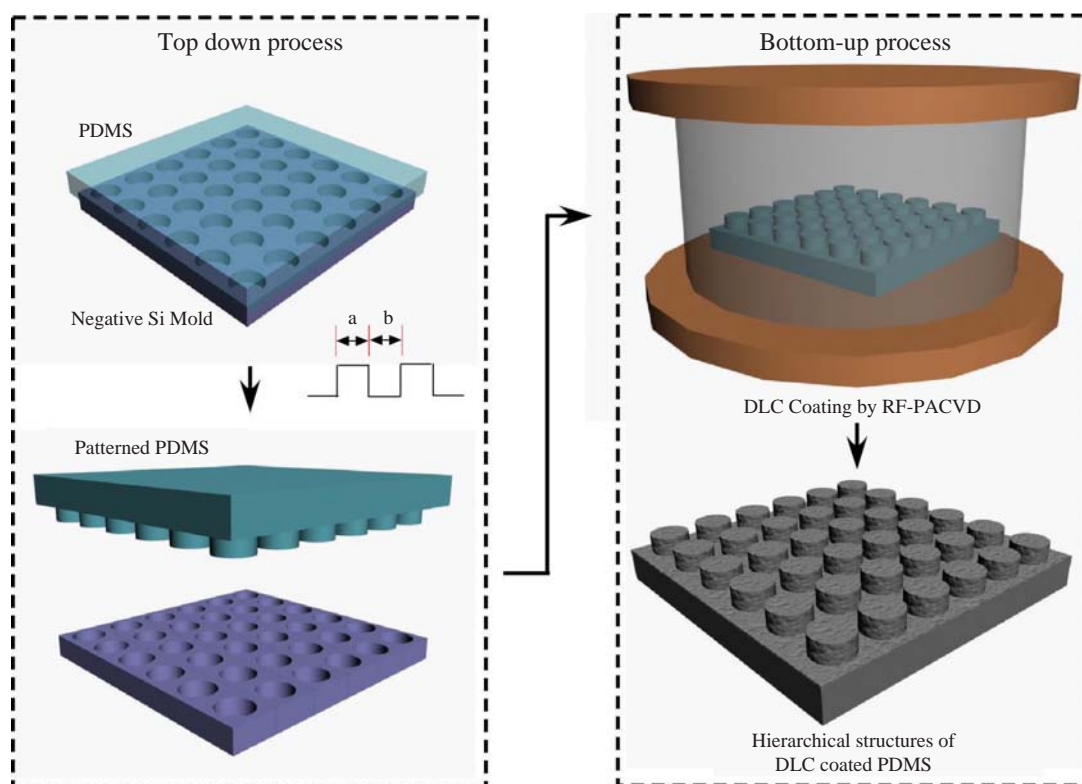 Top down process
PDMS
Negative Si Mold
a
b
Patterned PDMS
Bottom-up process
DLC Coating by RF-PACVD
Hierarchical structures of
DLC coated PDMS